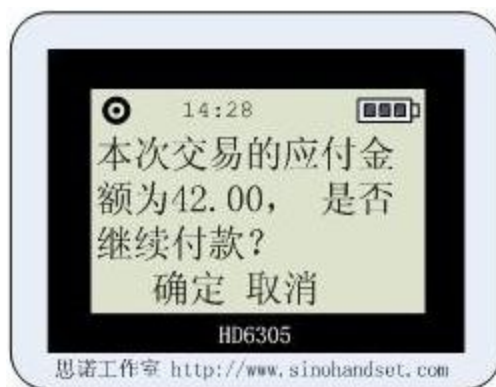 14:28
本次交易的应付金
额为42.00， 是否
继续付款？
确定 取消
HD6305
思诺工作室 http://www.sinohandset.com